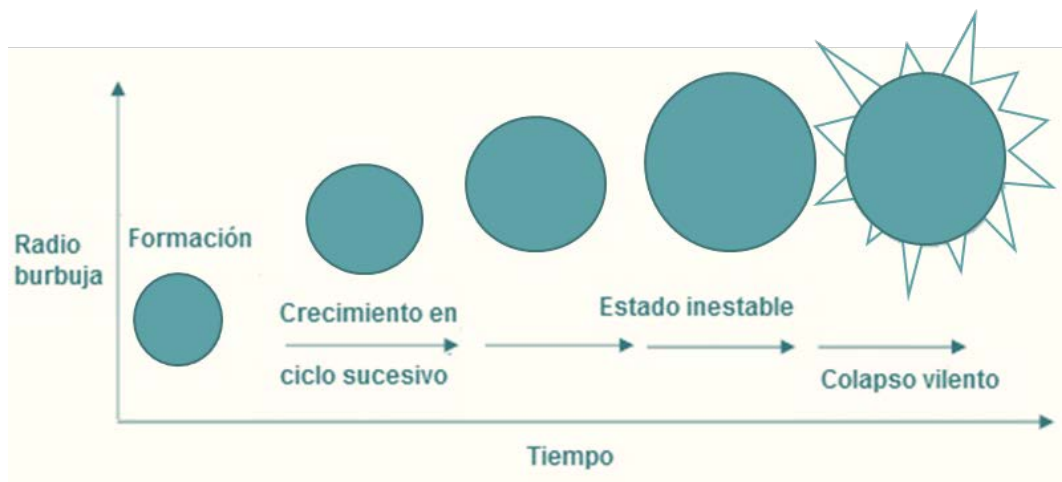 Radio
burbuja
Formación
Crecimiento en
ciclo sucesivo
Estado inestable
Colapso vilento
Tiempo